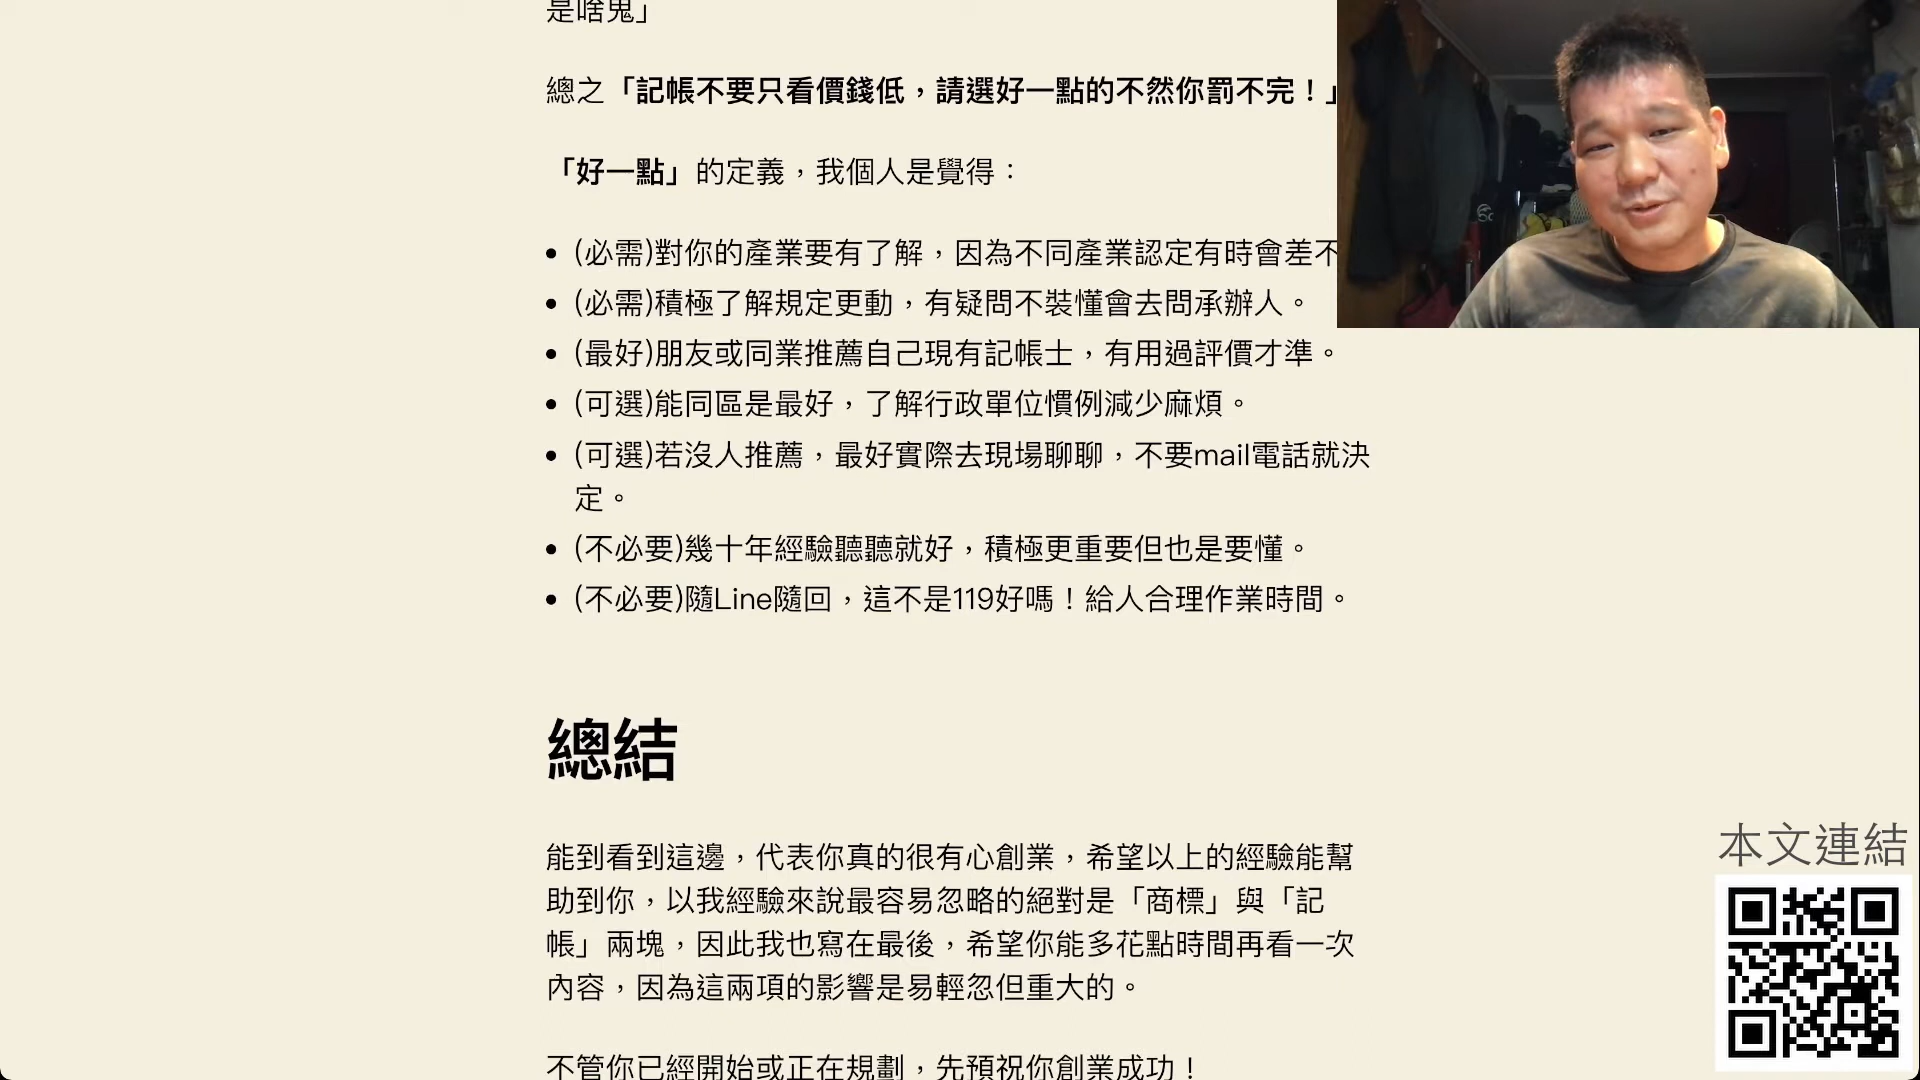 是啥鬼」
總之「記帳不要只看價錢低，請選好一點的不然你罰不完！」
「好一點」的定義，我個人是覺得：
• (必需)對你的產業要有了解，因為不同產業認定有時會差不
• (必需)積極了解規定更動，有疑問不裝懂會去問承辦人。
• (最好)朋友或同業推薦自己現有記帳士，有用過評價才準。
• (可選)能同區是最好，了解行政單位慣例減少麻煩。
• (可選)若沒人推薦，最好實際去現場聊聊，不要mail電話就決
定。
• (不必要)幾十年經驗聽聽就好，積極更重要但也是要懂。
• (不必要)隨Line隨回，這不是119好嗎！給人合理作業時間。
總結
能到看到這邊，代表你真的很有心創業，希望以上的經驗能幫
助到你，以我經驗來說最容易忽略的絕對是「商標」與「記
帳」兩塊，因此我也寫在最後，希望你能多花點時間再看一次
內容，因為這兩項的影響是易輕忽但重大的。
不管你已經開始或正在規劃，先預祝你創業成功！
本文連結